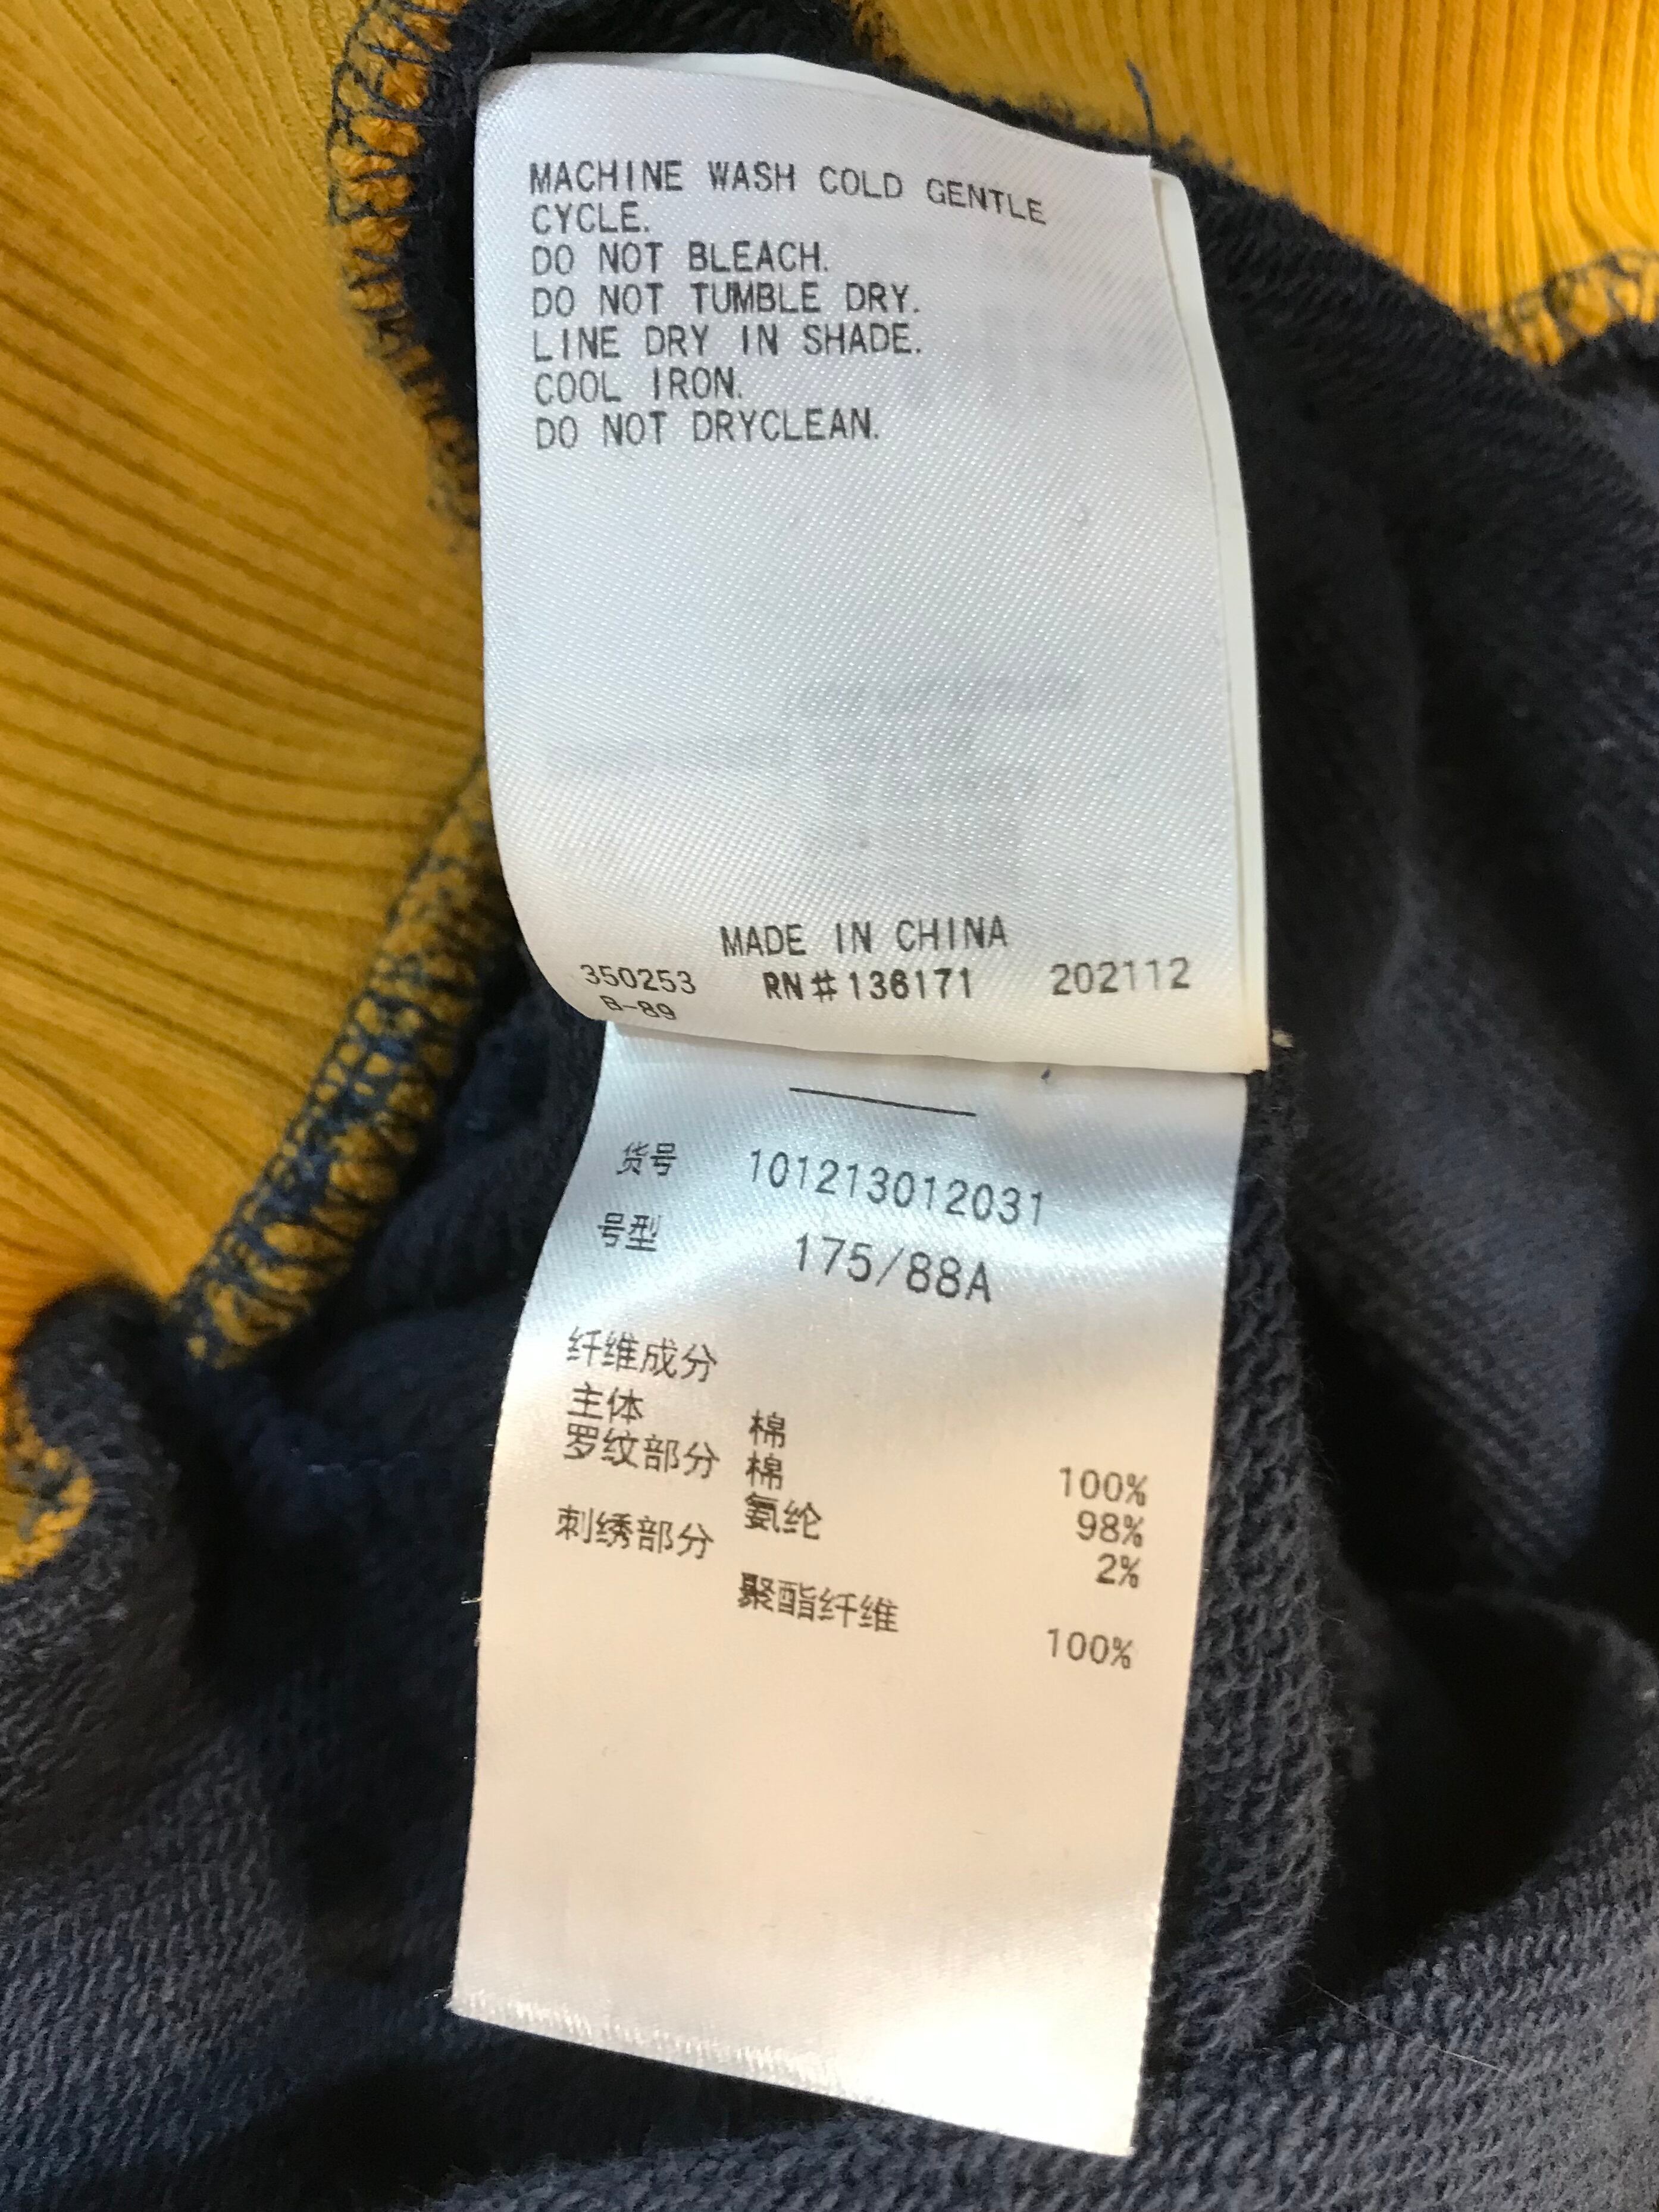 MACHINE WASH COLD GENTLE
CYCLE.
DO NOT BLEACH.
DO NOT TUMBLE DRY.
LINE DRY IN SHADE.
COOL IRON.
DO NOT DRYCLEAN.
MADE IN CHINA
350253 RN#136171 202112
B-89
货号 101213012031
号型 175/88A
纤维成分
主体 棉 100%
罗纹部分 棉 98%
氨纶 2%
刺绣部分
聚酯纤维 100%